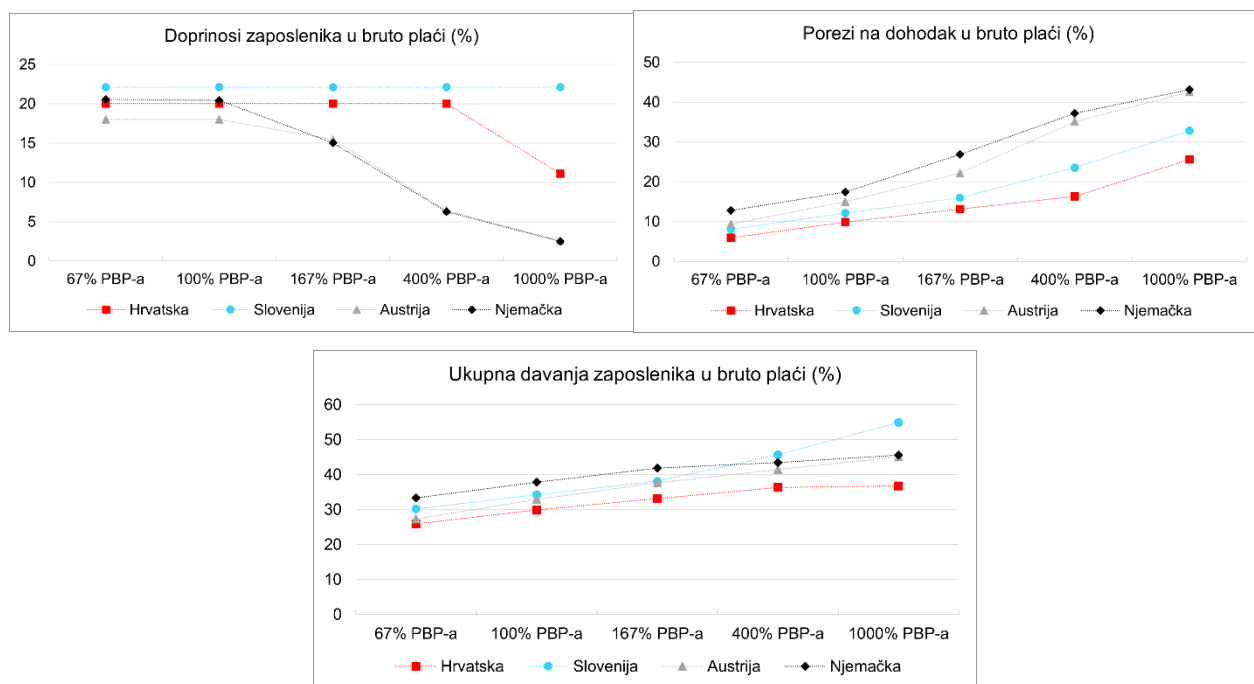 Doprinosi zaposlenika u bruto plaći (%)
25
20
15
10
5
0
67% PBP-a 100% PBP-a 167% PBP-a 400% PBP-a 1000% PBP-a
Hrvatska Slovenija Austrija Njemačka
Porezi na dohodak u bruto plaći (%)
50
40
30
20
10
0
67% PBP-a 100% PBP-a 167% PBP-a 400% PBP-a 1000% PBP-a
Hrvatska Slovenija Austrija Njemačka
Ukupna davanja zaposlenika u bruto plaći (%)
60
50
40
30
20
10
0
67% PBP-a 100% PBP-a 167% PBP-a 400% PBP-a 1000% PBP-a
Hrvatska Slovenija Austrija Njemačka